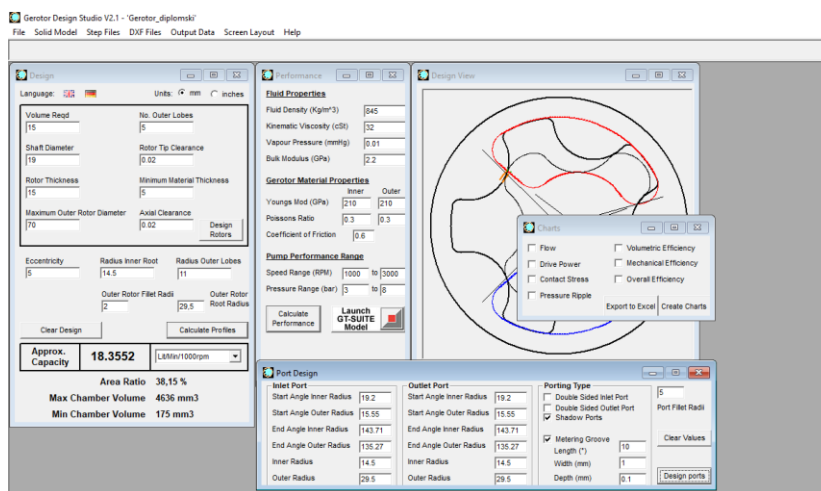 Gerotor Design Studio V2.1 - 'Gerotor_diplomski'
File Solid Model Step Files DXF Files Output Data Screen Layout Help
Design
Language: Units: mm inches
Volume Reqd No. Outer Lobes
15 5
Shaft Diameter Rotor Tip Clearance
19 0.02
Rotor Thickness Minimum Material Thickness
15 5
Maximum Outer Rotor Diameter Axial Clearance
70 0.02
Design Rotors
Eccentricity Radius Inner Root Radius Outer Lobes
5 14.5 11
Outer Rotor Fillet Radii Outer Rotor Root Radius
2 29,5
Clear Design Calculate Profiles
Approx. Capacity 18.3552 Lit/Min/1000rpm
Area Ratio 38,15 %
Max Chamber Volume 4636 mm3
Min Chamber Volume 175 mm3
Performance
Fluid Properties
Fluid Density (Kg/m^3) 845
Kinematic Viscosity (cSt) 32
Vapour Pressure (mmHg) 0.01
Bulk Modulus (GPa) 2.2
Gerotor Material Properties
Inner Outer
Youngs Mod (GPa) 210 210
Poissons Ratio 0.3 0.3
Coefficient of Friction 0.6
Pump Performance Range
Speed Range (RPM) 1000 to 3000
Pressure Range (bar) 3 to 8
Calculate Performance
Launch GT-SUITE Model
Design View
Charts
Flow Volumetric Efficiency
Drive Power Mechanical Efficiency
Contact Stress Overall Efficiency
Pressure Ripple
Export to Excel Create Charts
Port Design
Inlet Port
Start Angle Inner Radius 19.2
Start Angle Outer Radius 15.55
End Angle Inner Radius 143.71
End Angle Outer Radius 135.27
Inner Radius 14.5
Outer Radius 29.5
Outlet Port
Start Angle Inner Radius 19.2
Start Angle Outer Radius 15.55
End Angle Inner Radius 143.71
End Angle Outer Radius 135.27
Inner Radius 14.5
Outer Radius 29.5
Porting Type
Double Sided Inlet Port
Double Sided Outlet Port
Shadow Ports
Metering Groove
Length (°) 10
Width (mm) 1
Depth (mm) 0.1
5
Port Fillet Radii
Clear Values
Design ports